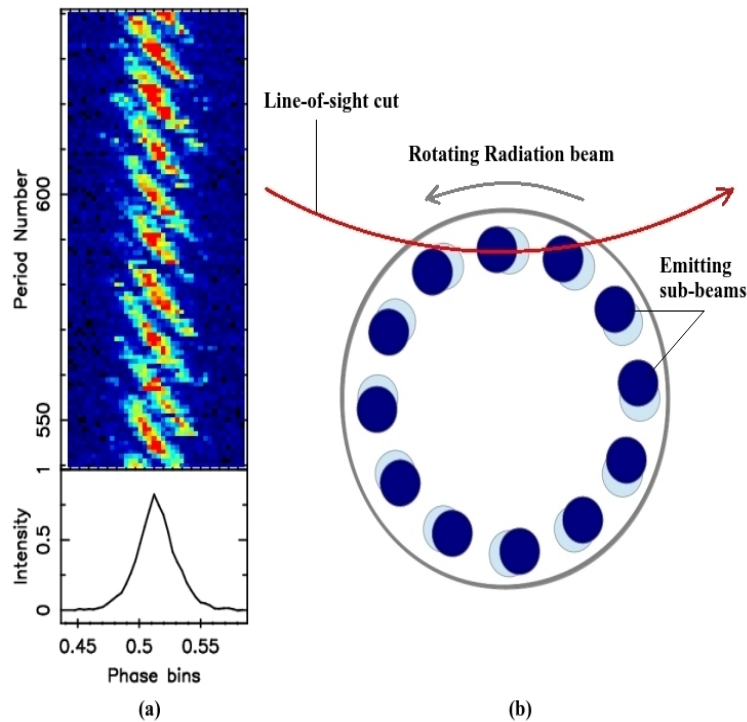 Period Number
600
550
1
Intensity
0.5
0
0.45
0.5
0.55
Phase bins
(a)
Line-of-sight cut
Rotating Radiation beam
Emitting
sub-beams
(b)